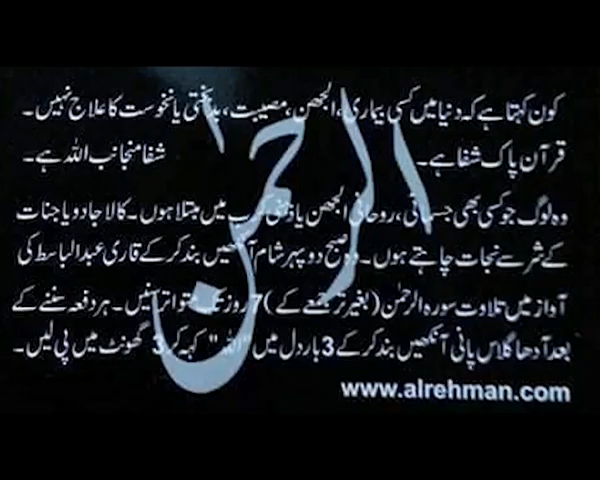 کون کہتا ہے کہ دنیا میں کسی بیماری، الجھن، مصیبت، بدبختی یا نحوست کا علاج نہیں۔
قرآن پاک شفا ہے۔ شفا منجانب اللہ ہے۔
وہ لوگ جو کسی بھی جسمانی، روحانی الجھن یا ذہنی کرب میں مبتلا ہوں۔ کالا جادو یا جنات
کے شر سے نجات چاہتے ہوں۔ وہ صبح دوپہر شام آنکھیں بند کر کے قاری عبدالباسط کی
آواز میں تلاوت سورہ الرحمٰن (بغیر ترجمے کے) 7 روز تک متواتر سنیں۔ ہر دفعہ سننے کے
بعد آدھا گلاس پانی آنکھیں بند کر کے 3 بار دل میں "اللہ" کہہ کر 3 گھونٹ میں پی لیں۔
www.alrehman.com
الرحمٰن